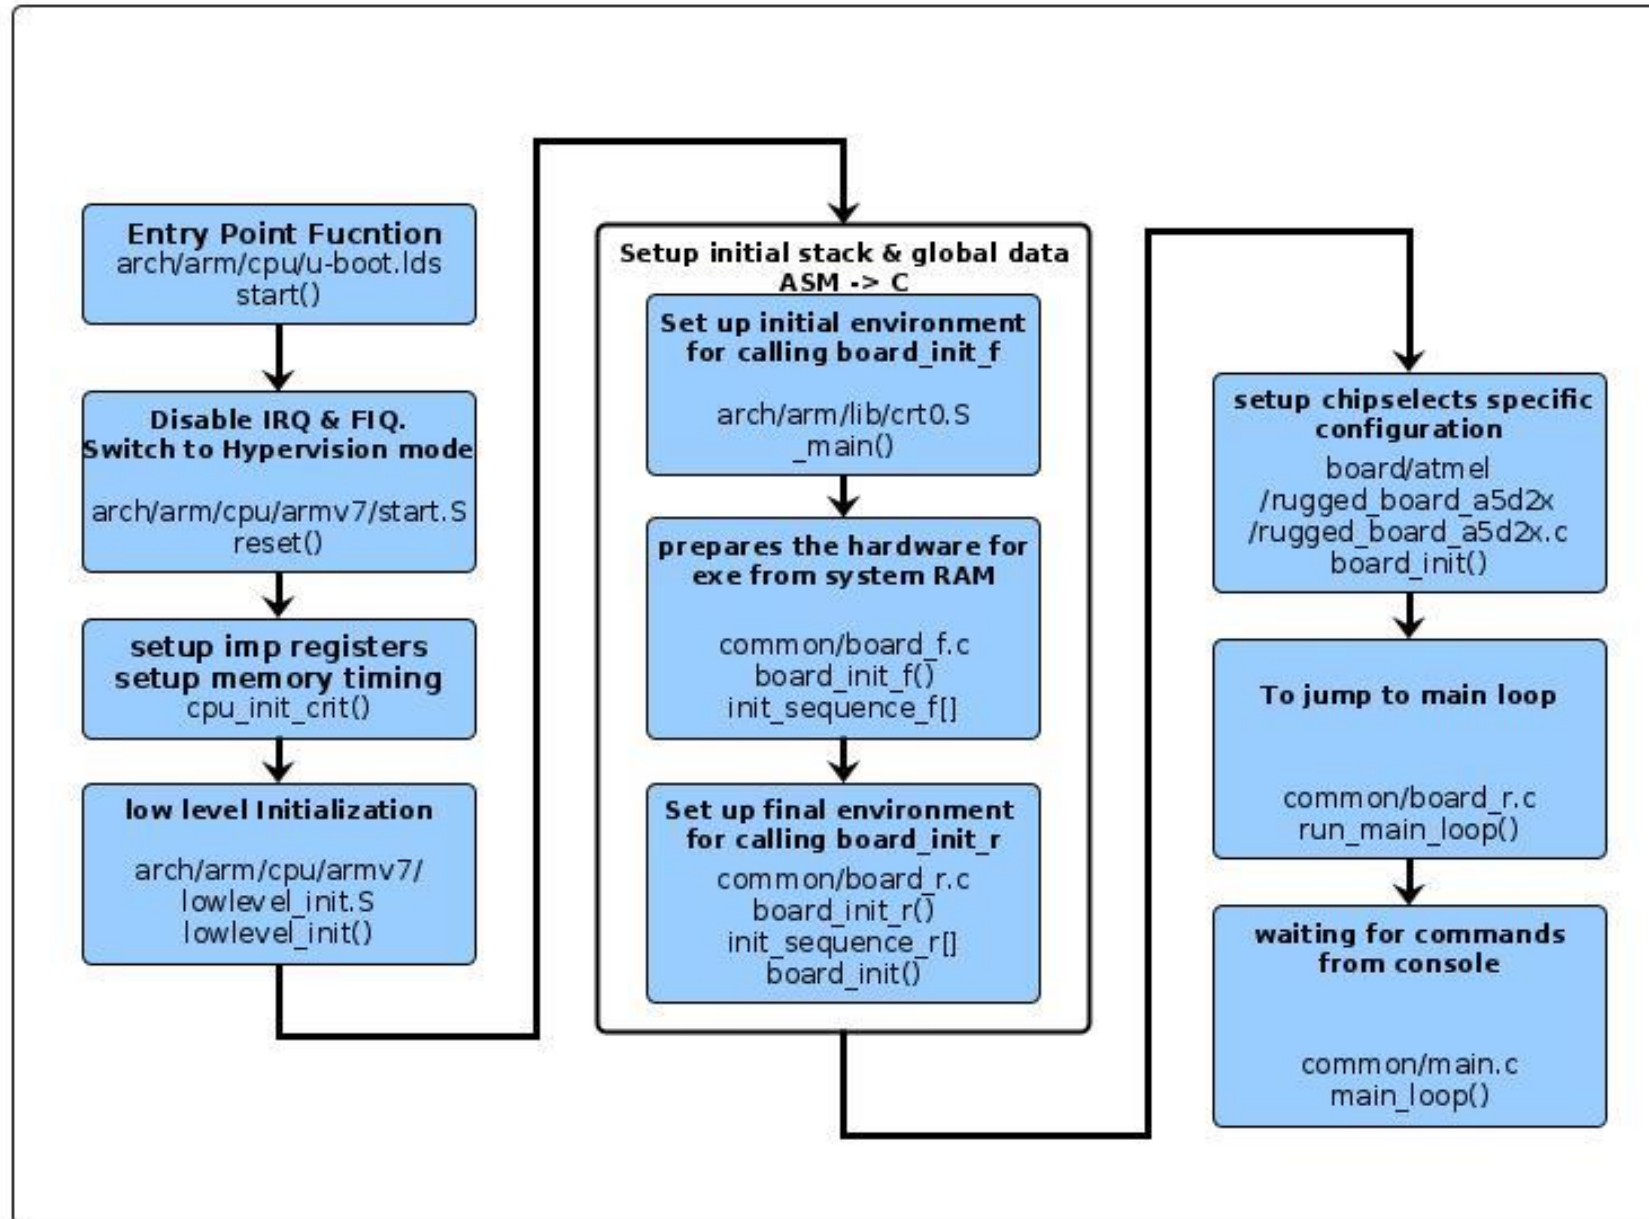 Entry Point Fucntion
arch/arm/cpu/u-boot.lds
start()
Disable IRQ & FIQ.
Switch to Hypervision mode
arch/arm/cpu/armv7/start.S
reset()
setup imp registers
setup memory timing
cpu_init_crit()
low level Initialization
arch/arm/cpu/armv7/
lowlevel_init.S
lowlevel_init()
Setup initial stack & global data
ASM -> C
Set up initial environment
for calling board_init_f
arch/arm/lib/crt0.S
_main()
prepares the hardware for
exe from system RAM
common/board_f.c
board_init_f()
init_sequence_f[]
Set up final environment
for calling board_init_r
common/board_r.c
board_init_r()
init_sequence_r[]
board_init()
setup chipselects specific
configuration
board/atmel
/rugged_board_a5d2x
/rugged_board_a5d2x.c
board_init()
To jump to main loop
common/board_r.c
run_main_loop()
waiting for commands
from console
common/main.c
main_loop()